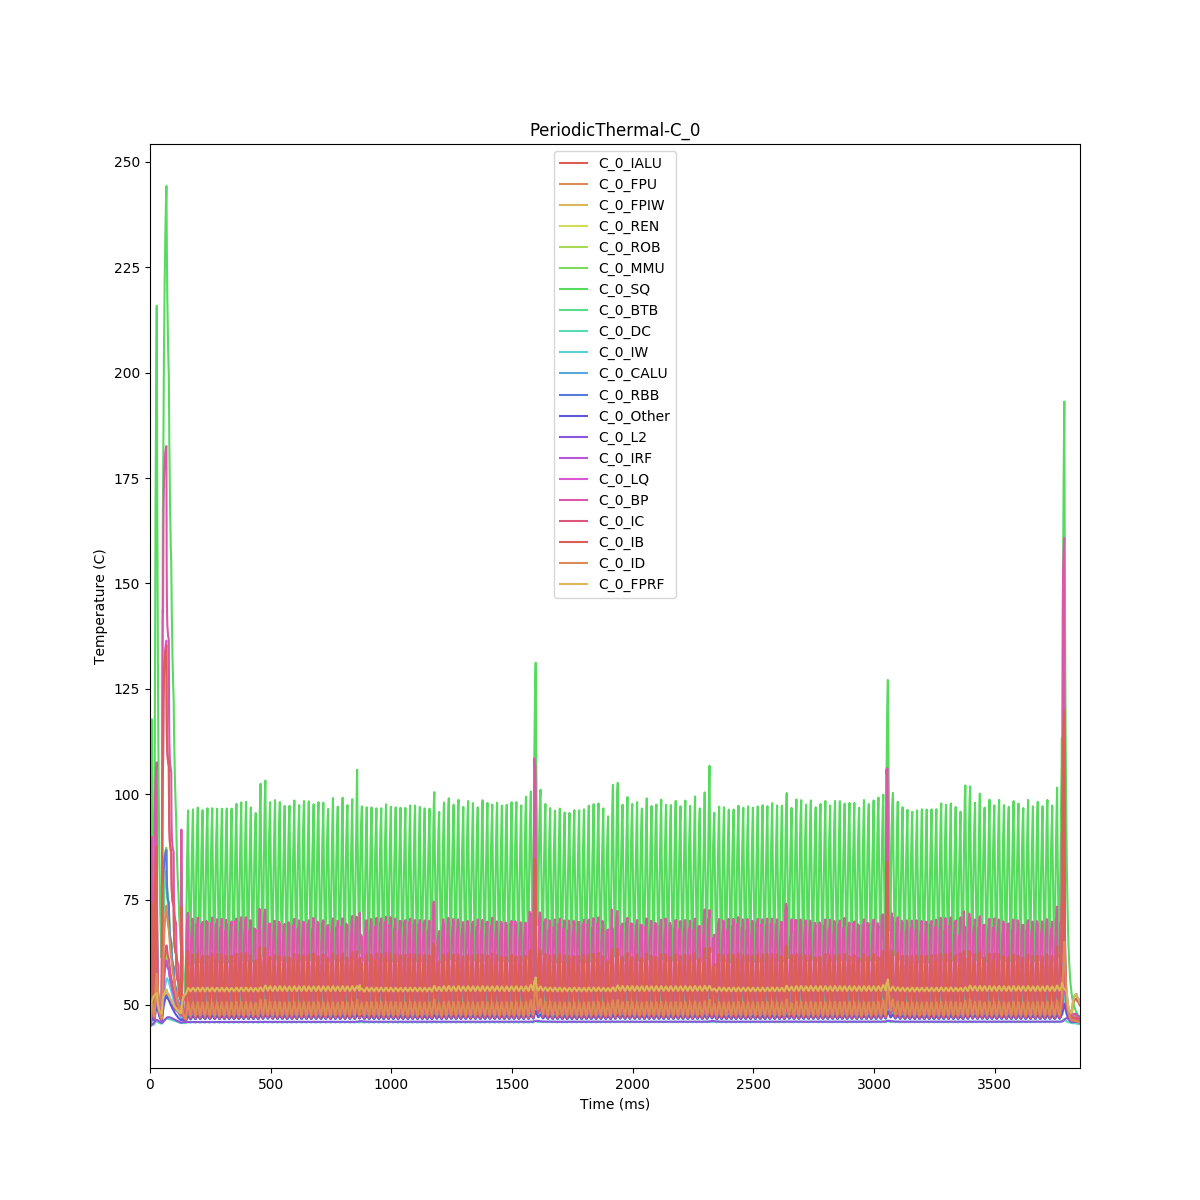 PeriodicThermal-C_0
250
225
200
175
150
125
100
75
50
Temperature (C)
C_0_IALU
C_0_FPU
C_0_FPIW
C_0_REN
C_0_ROB
C_0_MMU
C_0_SQ
C_0_BTB
C_0_DC
C_0_IW
C_0_CALU
C_0_RBB
C_0_Other
C_0_L2
C_0_IRF
C_0_LQ
C_0_BP
C_0_IC
C_0_IB
C_0_ID
C_0_FPRF
0 500 1000 1500 2000 2500 3000 3500
Time (ms)